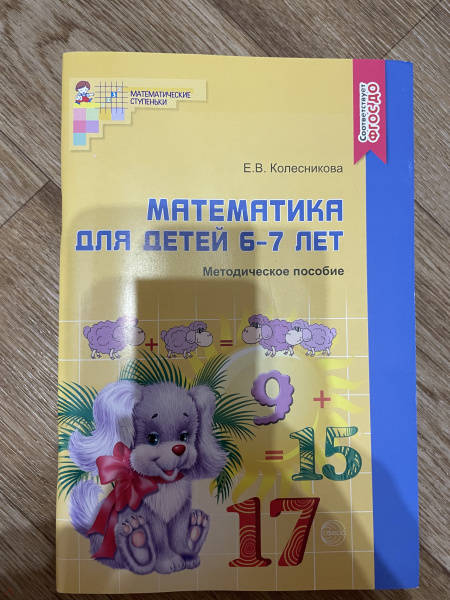 МАТЕМАТИЧЕСКИЕ
СТУПЕНЬКИ
Соответствует
ФГОС ДО
Е.В. Колесникова
МАТЕМАТИКА
ДЛЯ ДЕТЕЙ 6-7 ЛЕТ
Методическое пособие
+ =
9 +
= 15
17